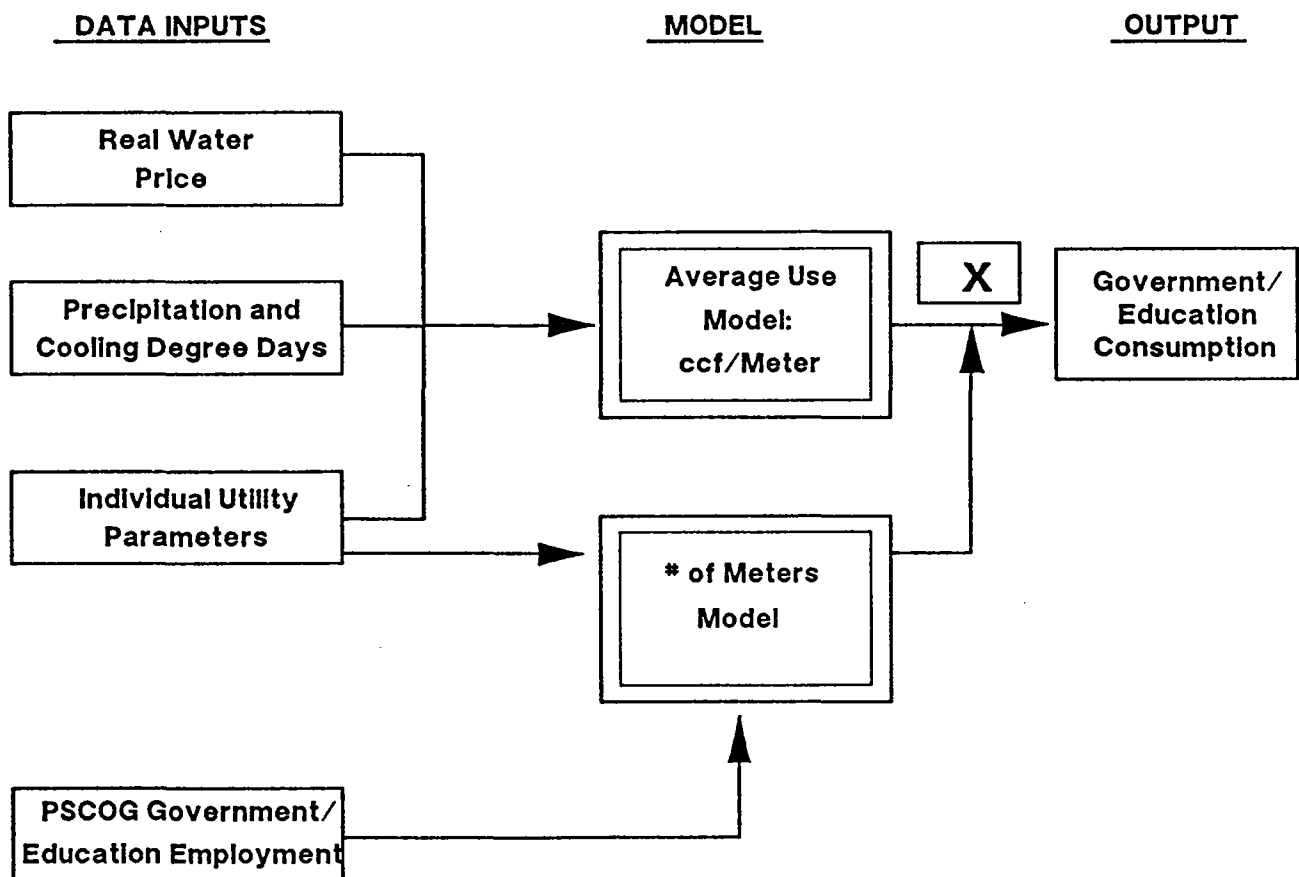 DATA INPUTS
MODEL
OUTPUT
Real Water
Price
Precipitation and
Cooling Degree Days
Individual Utility
Parameters
PSCOG Government/
Education Employment
Average Use
Model:
ccf/Meter
# of Meters
Model
X
Government/
Education
Consumption